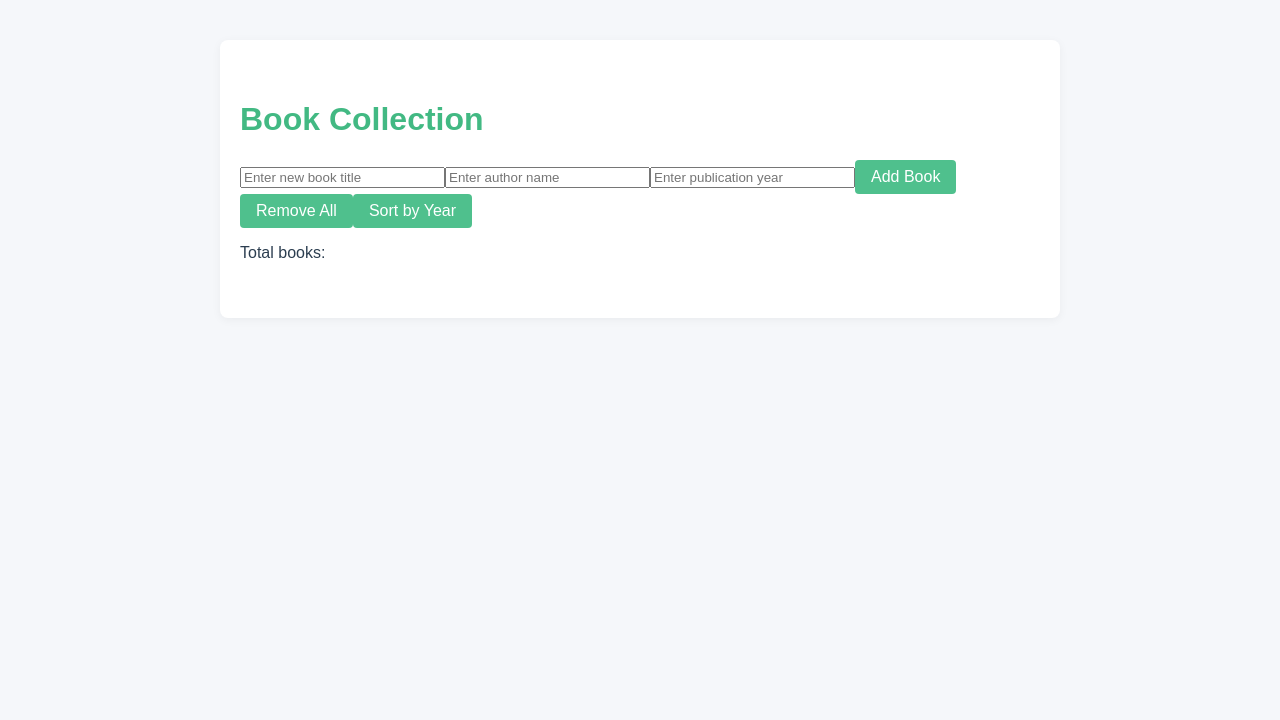 Book Collection
Enter new book title Enter author name Enter publication year Add Book
Remove All Sort by Year
Total books: